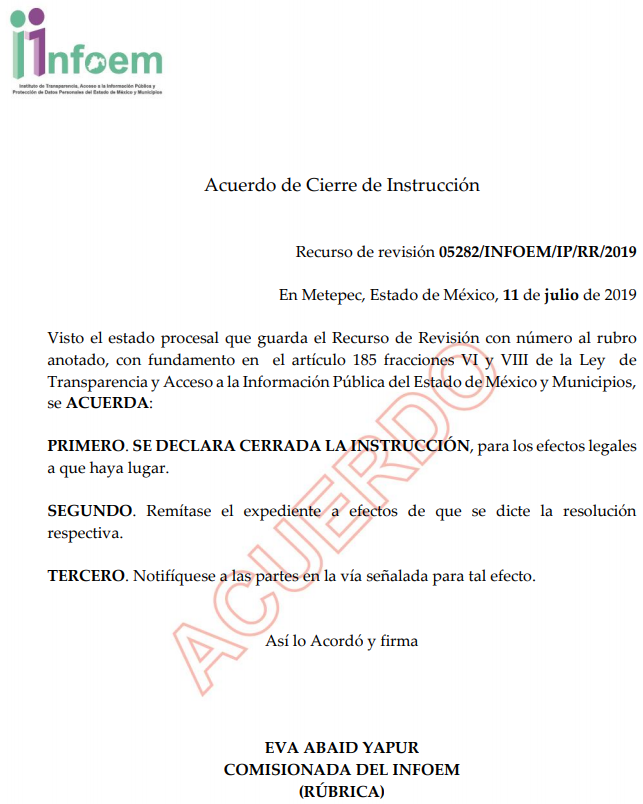 infoem
Instituto de Transparencia, Acceso a la Información Pública y
Protección de Datos Personales del Estado de México y Municipios
Acuerdo de Cierre de Instrucción
Recurso de revisión 05282/INFOEM/IP/RR/2019
En Metepec, Estado de México, 11 de julio de 2019
Visto el estado procesal que guarda el Recurso de Revisión con número al rubro
anotado, con fundamento en el artículo 185 fracciones VI y VIII de la Ley de
Transparencia y Acceso a la Información Pública del Estado de México y Municipios,
se ACUERDA:
PRIMERO. SE DECLARA CERRADA LA INSTRUCCIÓN, para los efectos legales
a que haya lugar.
SEGUNDO. Remítase el expediente a efectos de que se dicte la resolución
respectiva.
TERCERO. Notifíquese a las partes en la vía señalada para tal efecto.
ACUERDO
Así lo Acordó y firma
EVA ABAID YAPUR
COMISIONADA DEL INFOEM
(RÚBRICA)